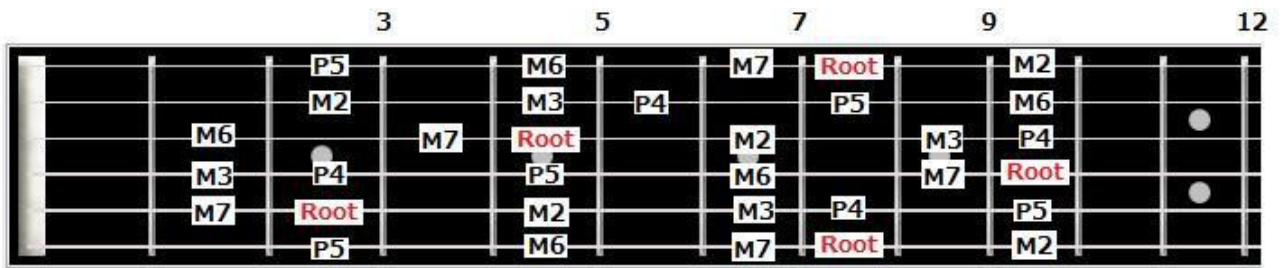 3 5 7 9 12
P5 M6 M7 Root M2
M2 M3 P4 P5 M6
M6 M7 Root M2 M3 P4
M3 P4 P5 M6 M7 Root
M7 Root M2 M3 P4 P5
P5 M6 M7 Root M2